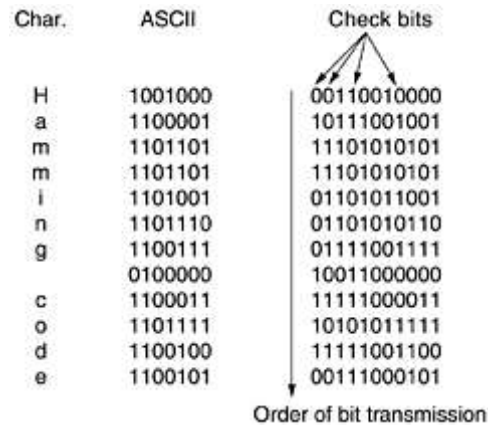 Char. ASCII Check bits
H 1001000 00110010000
a 1100001 10111001001
m 1101101 11101010101
m 1101101 11101010101
i 1101001 01101011001
n 1101110 01101010110
g 1100111 01111001111
0100000 10011000000
c 1100011 11111000011
o 1101111 10101011111
d 1100100 11111001100
e 1100101 00111000101
Order of bit transmission